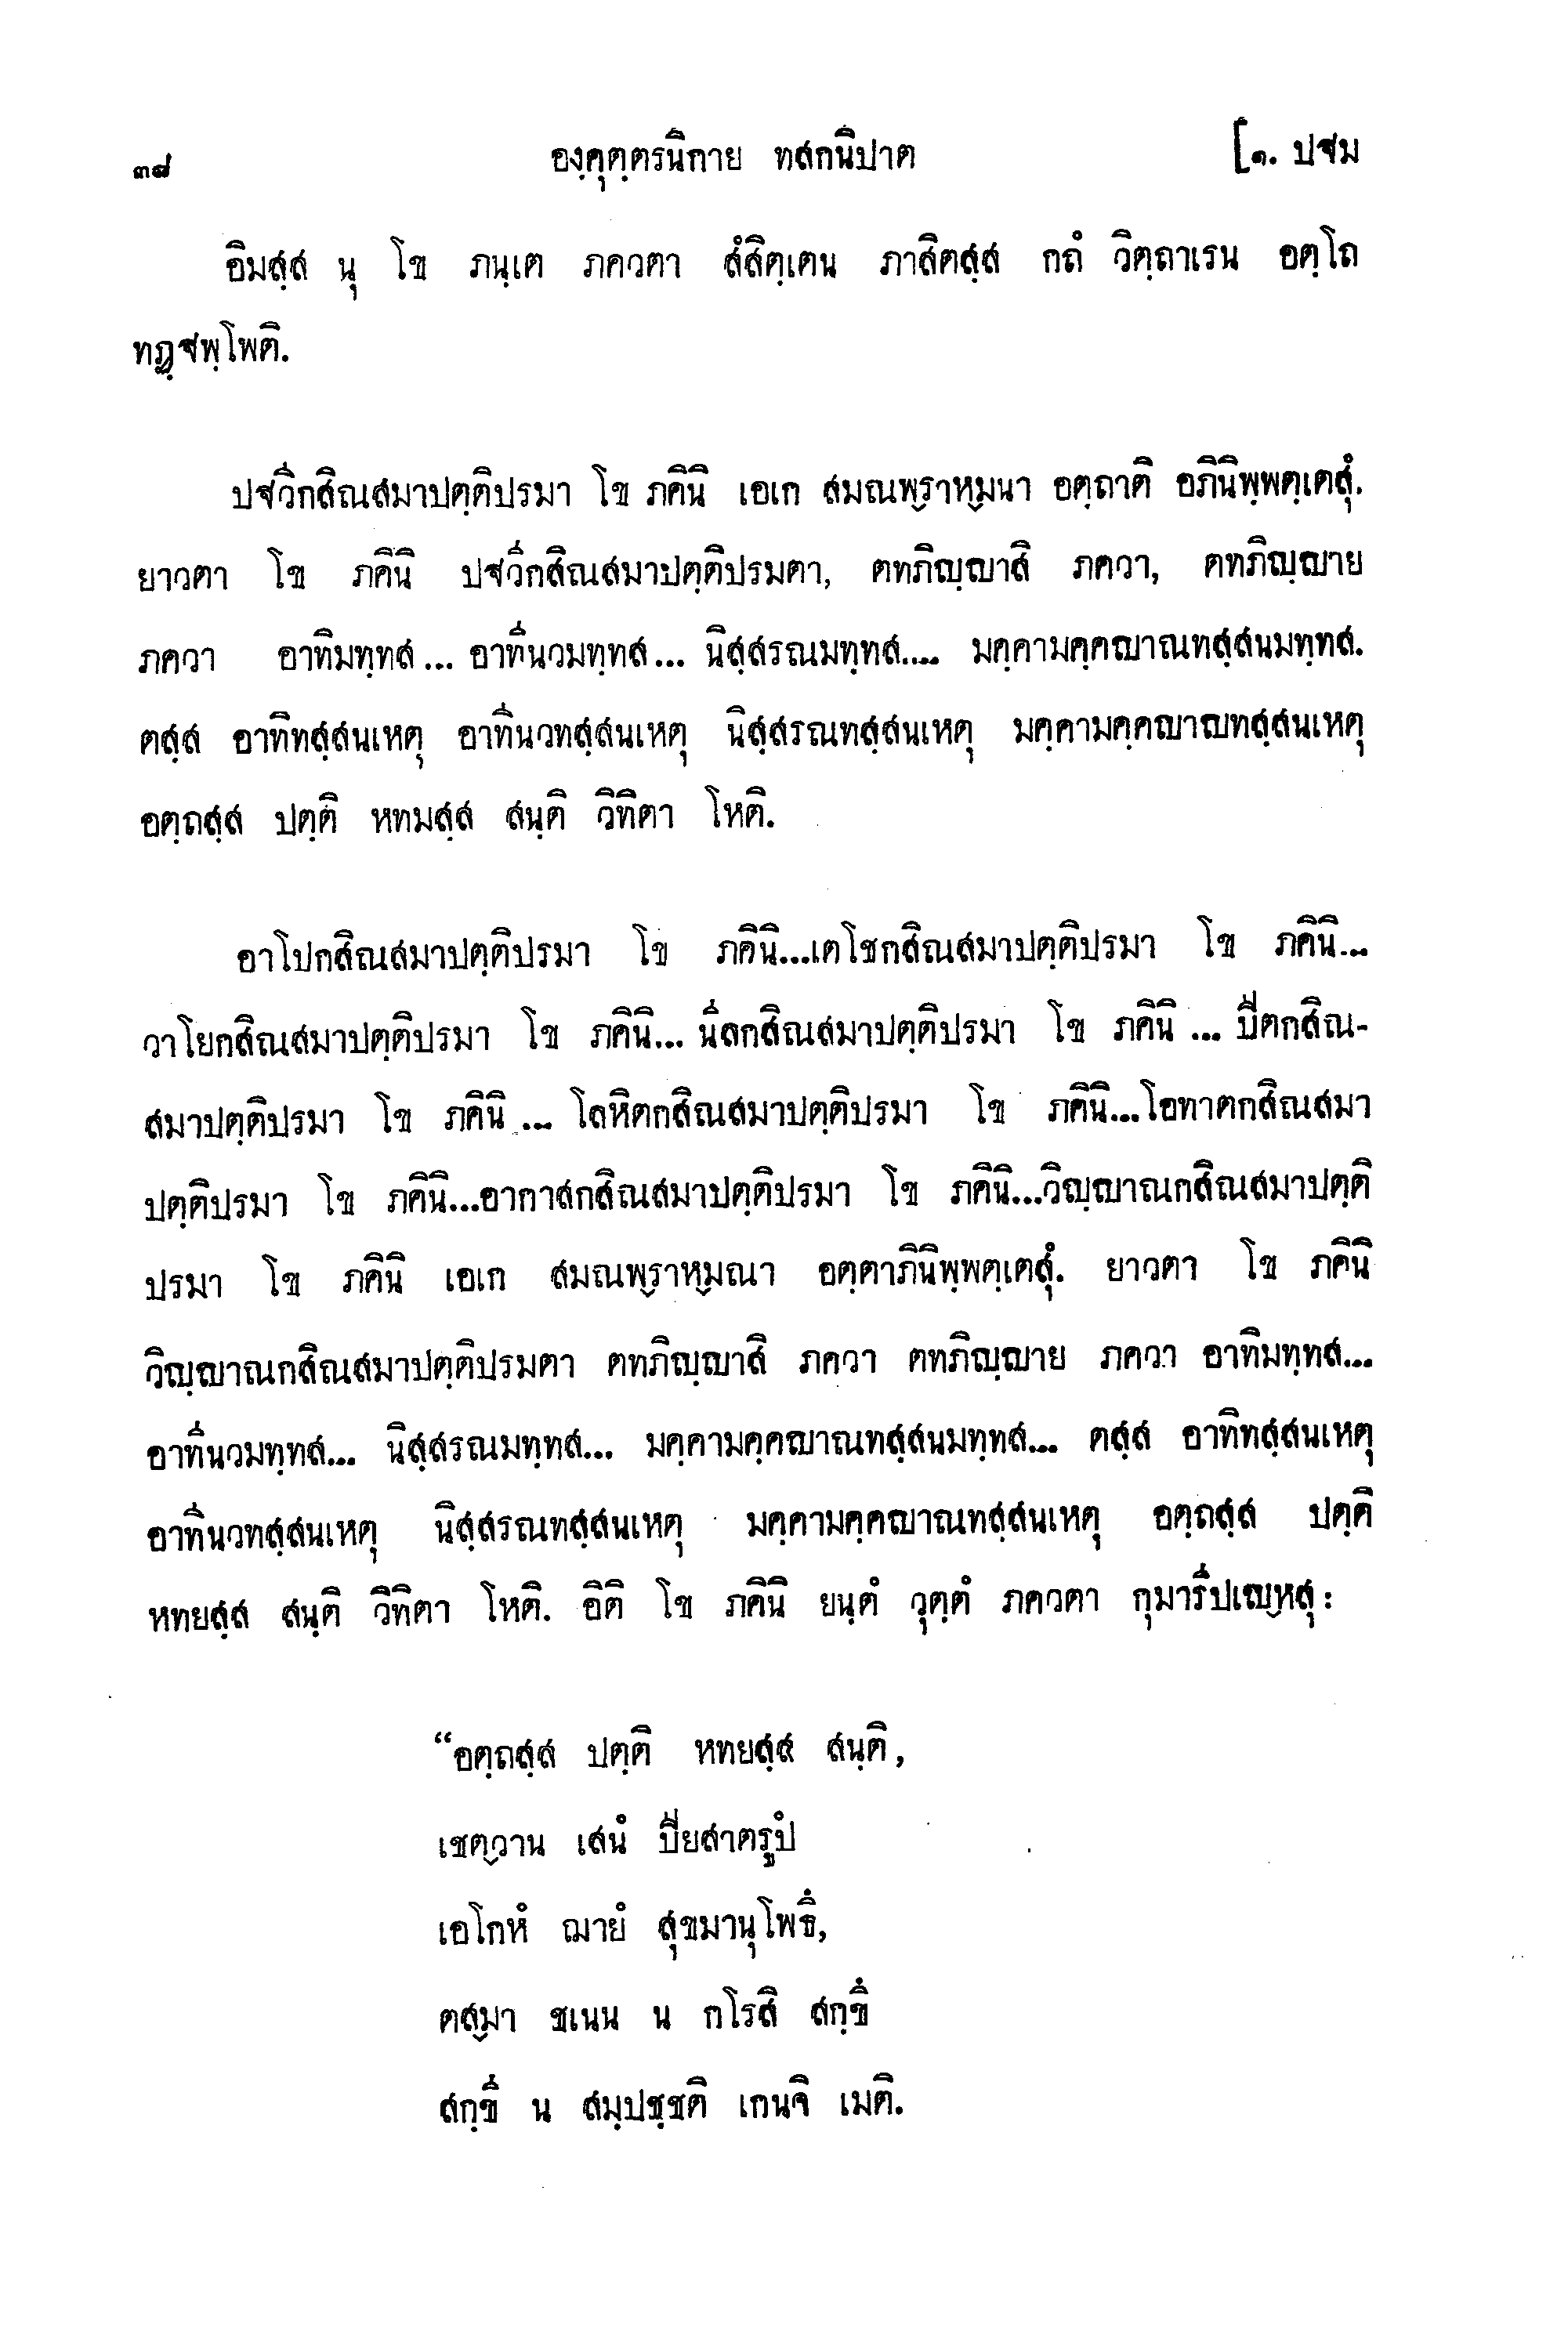 ๓๘ องฺคุตฺตรนิกาย ทสกนิปาต [๑. ปฐม
อิมสฺส นุ โข ภนฺเต ภควตา สํสิตฺเตน ภาสิตสฺส กถํ วิตฺถาเรน อตฺโถ
ทฏฺฐพฺโพติ.
ปฐวีกสิณสมาปตฺติปรมา โข ภคินิ เอเก สมณพฺราหฺมนา อตฺถาติ อภินิพฺพตฺเตสุํ.
ยาวตา โข ภคินิ ปฐวีกสิณสมาปตฺติปรมตา, ตทภิญฺญาสิ ภควา, ตทภิญฺญาย
ภควา อาทิมทฺทส... อาทีนวมทฺทส... นิสฺสรณมทฺทส.... มคฺคามคฺคญาณทสฺสนมทฺทส.
ตสฺส อาทิทสฺสนเหตุ อาทีนวทสฺสนเหตุ นิสฺสรณทสฺสนเหตุ มคฺคามคฺคญาญทสฺสนเหตุ
อตฺถสฺส ปตฺติ หทมสฺส สนฺติ วิทิตา โหติ.
อาโปกสิณสมาปตฺติปรมา โข ภคินิ...เตโชกสิณสมาปตฺติปรมา โข ภคินิ...
วาโยกสิณสมาปตฺติปรมา โข ภคินิ... นีลกสิณสมาปตฺติปรมา โข ภคินิ ... ปีตกสิณ-
สมาปตฺติปรมา โข ภคินิ ... โลหิตกสิณสมาปตฺติปรมา โข ภคินิ...โอทาตกสิณสมา
ปตฺติปรมา โข ภคินิ...อากาสกสิณสมาปตฺติปรมา โข ภคินิ...วิญฺญาณกสิณสมาปตฺติ
ปรมา โข ภคินิ เอเก สมณพฺราหฺมณา อตฺตาภินิพฺพตฺเตสุํ. ยาวตา โข ภคินิ
วิญฺญาณกสิณสมาปตฺติปรมตา ตทภิญฺญาสิ ภควา ตทภิญฺญาย ภควา อาทิมทฺทส...
อาทีนวมทฺทส... นิสฺสรณมทฺทส... มคฺคามคฺคญาณทสฺสนมทฺทส... ตสฺส อาทิทสฺสนเหตุ
อาทีนวทสฺสนเหตุ นิสฺสรณทสฺสนเหตุ มคฺคามคฺคญาณทสฺสนเหตุ อตฺถสฺส ปตฺติ
หทยสฺส สนฺติ วิทิตา โหติ. อิติ โข ภคินิ ยนฺตํ วุตฺตํ ภควตา กุมารีปเญฺหสุ :
“อตฺถสฺส ปตฺติ หทยสฺส สนฺติ,
เชตฺวาน เสนํ ปียสาตรูปํ
เอโกหํ ฌายํ สุขมานุโพธึ,
ตสฺมา ชเนน น กโรสิ สกฺขึ
สกฺขี น สมฺปชฺชติ เกนจิ เมติ.